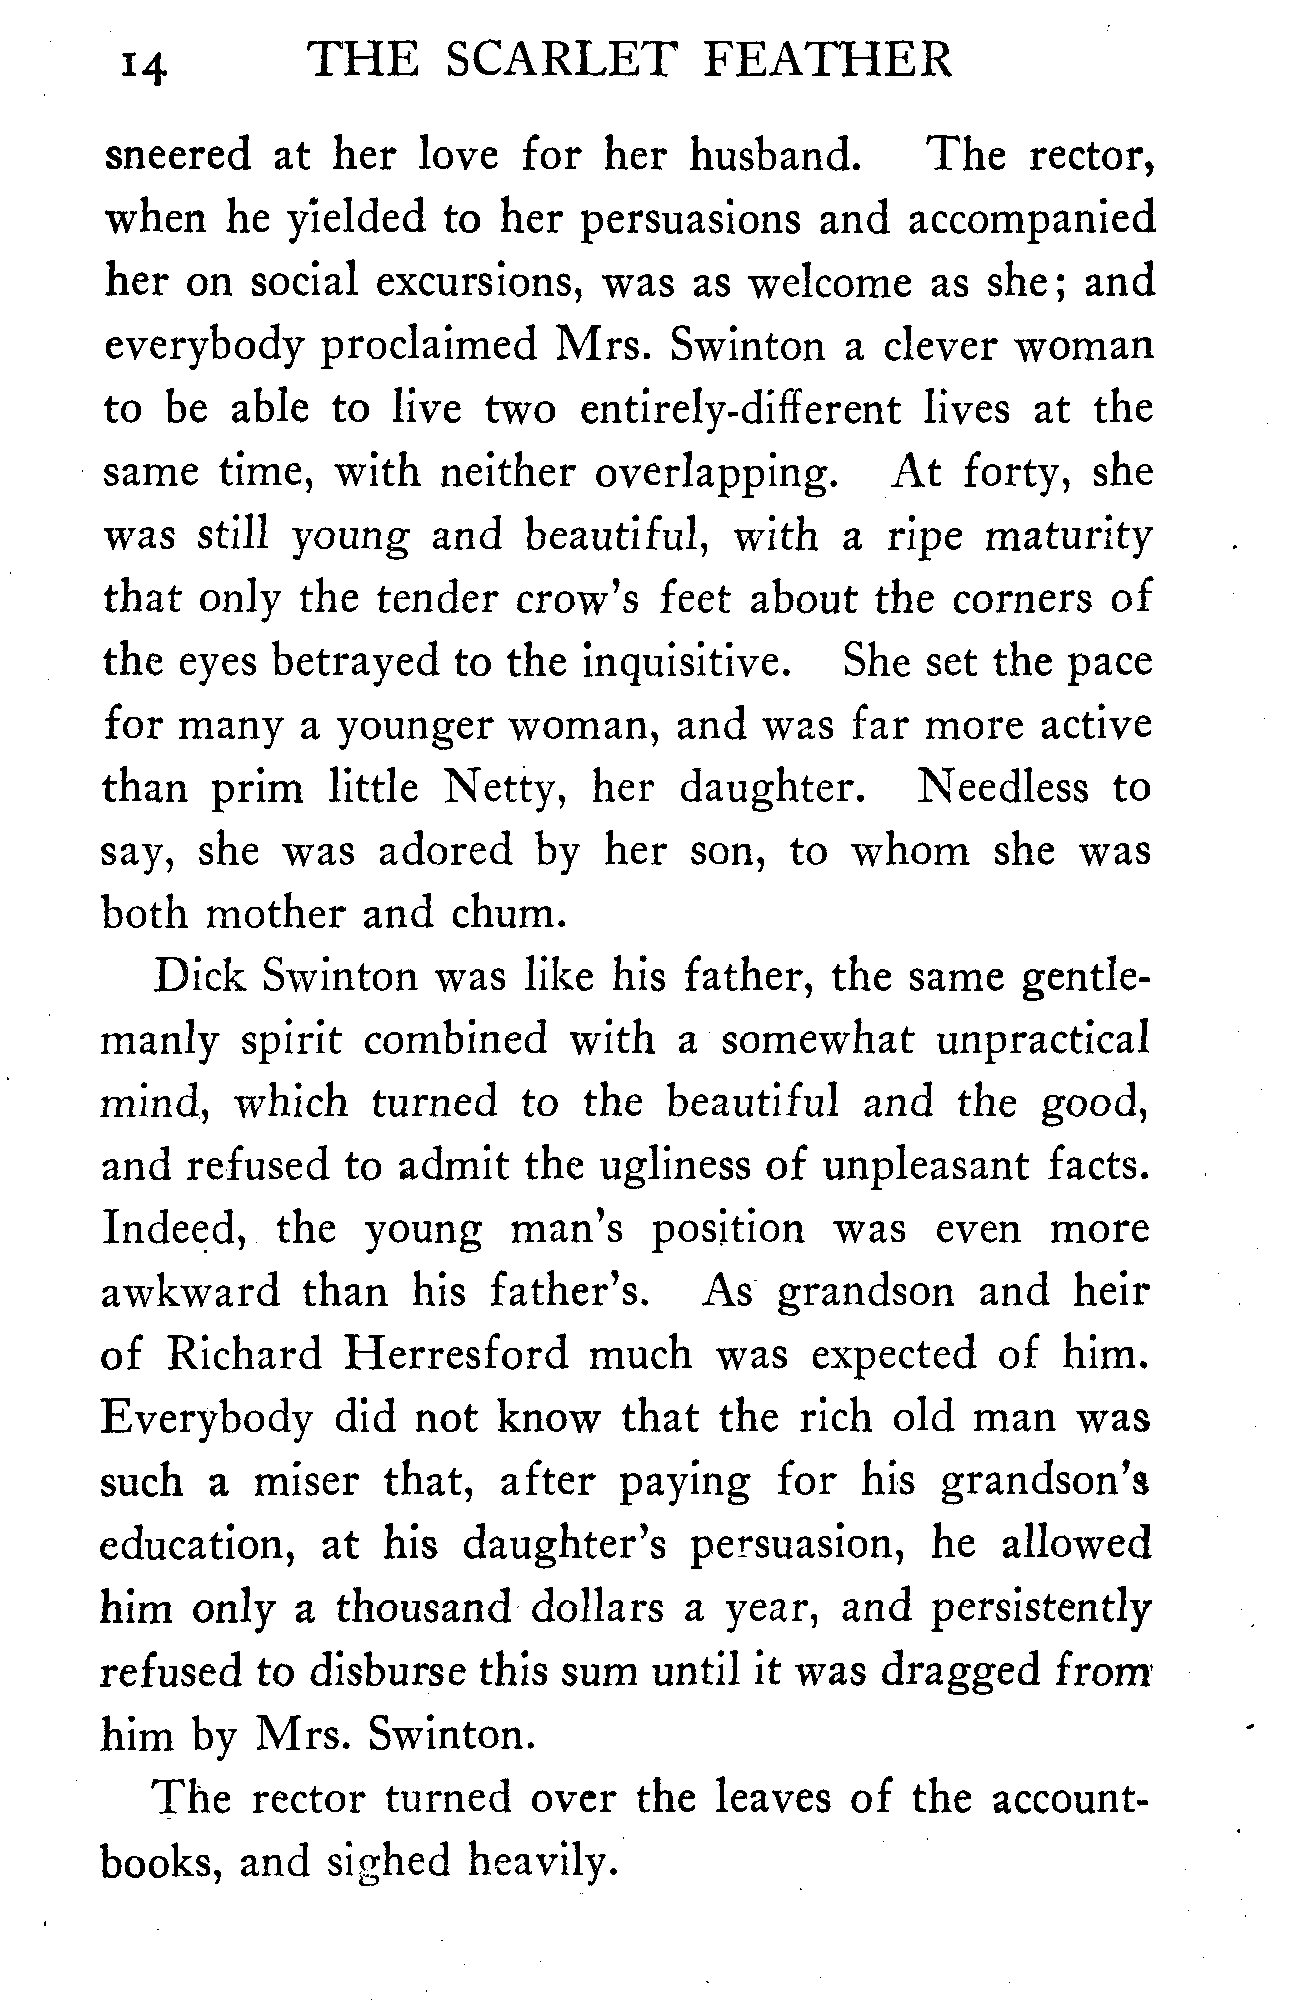 14 THE SCARLET FEATHER
sneered at her love for her husband. The rector,
when he yielded to her persuasions and accompanied
her on social excursions, was as welcome as she; and
everybody proclaimed Mrs. Swinton a clever woman
to be able to live two entirely-different lives at the
same time, with neither overlapping. At forty, she
was still young and beautiful, with a ripe maturity
that only the tender crow's feet about the corners of
the eyes betrayed to the inquisitive. She set the pace
for many a younger woman, and was far more active
than prim little Netty, her daughter. Needless to
say, she was adored by her son, to whom she was
both mother and chum.
Dick Swinton was like his father, the same gentle-
manly spirit combined with a somewhat unpractical
mind, which turned to the beautiful and the good,
and refused to admit the ugliness of unpleasant facts.
Indeed, the young man's position was even more
awkward than his father's. As grandson and heir
of Richard Herresford much was expected of him.
Everybody did not know that the rich old man was
such a miser that, after paying for his grandson's
education, at his daughter's persuasion, he allowed
him only a thousand dollars a year, and persistently
refused to disburse this sum until it was dragged from
him by Mrs. Swinton.
The rector turned over the leaves of the account-
books, and sighed heavily.